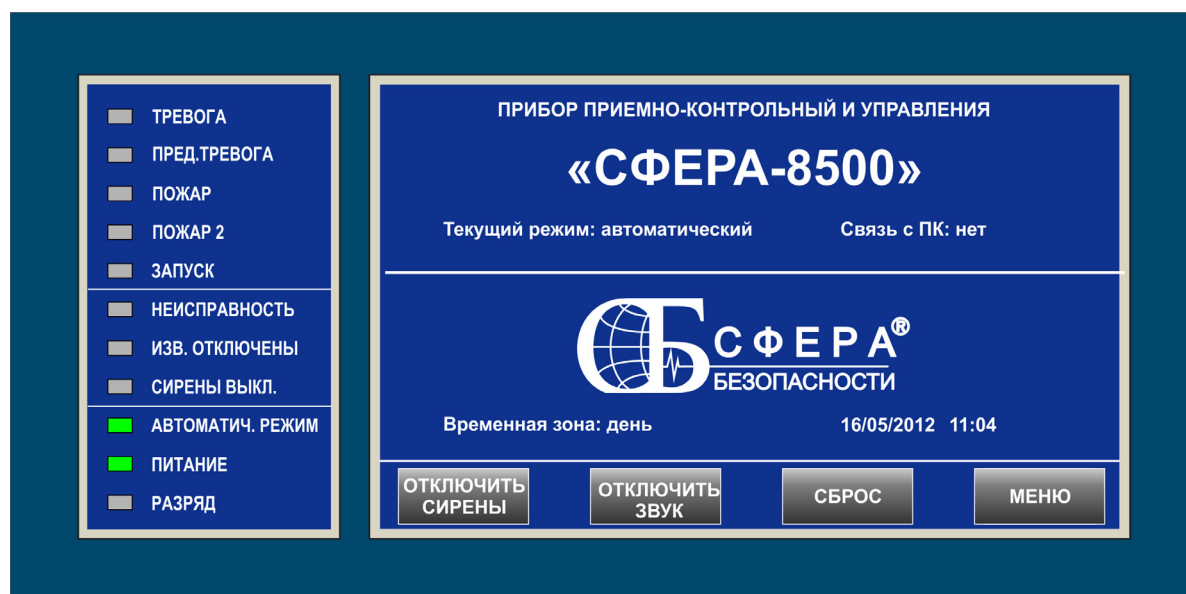 ТРЕВОГА
ПРЕД.ТРЕВОГА
ПОЖАР
ПОЖАР 2
ЗАПУСК
НЕИСПРАВНОСТЬ
ИЗВ. ОТКЛЮЧЕНЫ
СИРЕНЫ ВЫКЛ.
АВТОМАТИЧ. РЕЖИМ
ПИТАНИЕ
РАЗРЯД
ПРИБОР ПРИЕМНО-КОНТРОЛЬНЫЙ И УПРАВЛЕНИЯ
«СФЕРА-8500»
Текущий режим: автоматический Связь с ПК: нет
СБ СФЕРА®
БЕЗОПАСНОСТИ
Временная зона: день 16/05/2012 11:04
ОТКЛЮЧИТЬ
СИРЕНЫ
ОТКЛЮЧИТЬ
ЗВУК
СБРОС
МЕНЮ